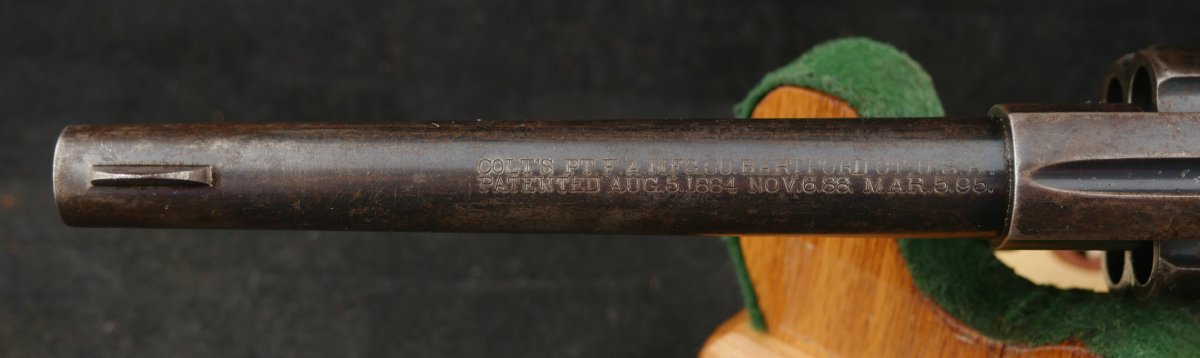 COLT'S PT. F. A. MFG. CO. HARTFORD CT. U.S.A.
PATENTED AUG. 5. 1884 NOV. 6. 88 MAR. 5. 95.